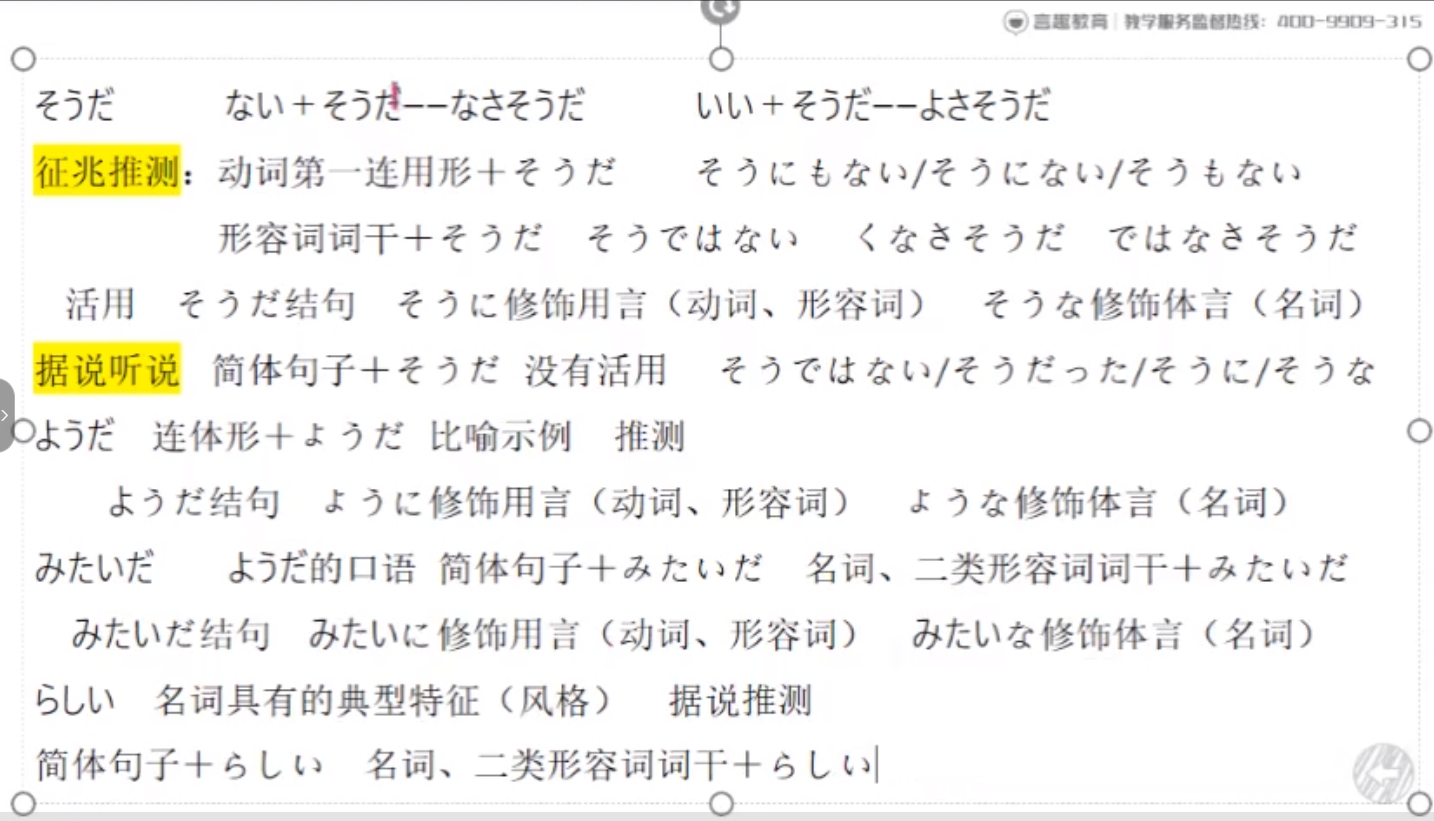 言趣教育｜教学服务监督热线：400-9909-315
そうだ　ない＋そうだ——なさそうだ　いい＋そうだ——よさそうだ
征兆推测：动词第一连用形＋そうだ　そうにもない/そうにない/そうもない
形容词词干＋そうだ　そうではない　くなさそうだ　ではなさそうだ
活用　そうだ结句　そうに修饰用言（动词、形容词）　そうな修饰体言（名词）
据说听说　简体句子＋そうだ 没有活用　そうではない/そうだった/そうに/そうな
ようだ　连体形＋ようだ 比喻示例　推测
ようだ结句　ように修饰用言（动词、形容词）　ような修饰体言（名词）
みたいだ　ようだ的口语 简体句子＋みたいだ　名词、二类形容词词干＋みたいだ
みたいだ结句　みたいに修饰用言（动词、形容词）　みたいな修饰体言（名词）
らしい　名词具有的典型特征（风格）　据说推测
简体句子＋らしい　名词、二类形容词词干＋らしい